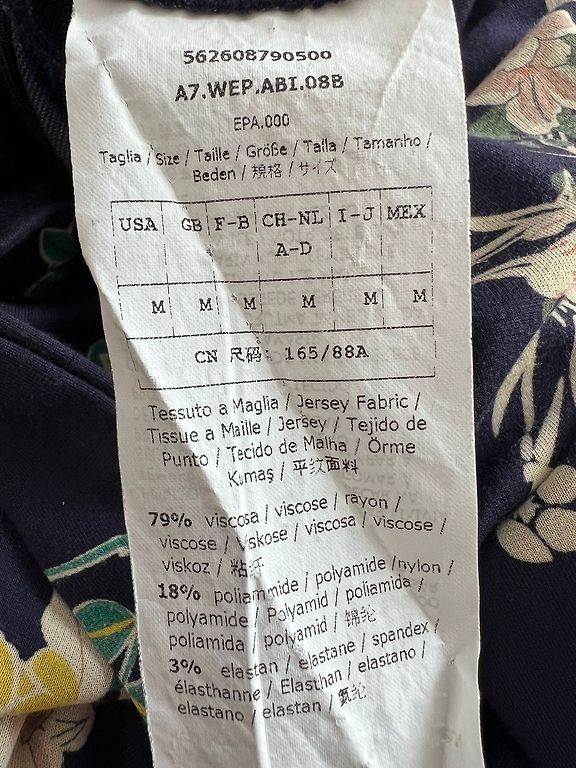 562608790500
A7.WEP.ABI.08B
EPA.000
Taglia / Size / Taille / Größe / Talla / Tamanho /
Beden / 規格 / サイズ
USA GB F-B CH-NL I-J MEX
A-D
M M M M M M
CN 尺码: 165/88A
Tessuto a Maglia / Jersey Fabric /
Tissue a Maille / Jersey / Tejido de
Punto / Tecido de Malha / Örme
Kumaş / 平纹面料
79% viscosa / viscose / rayon /
viscose / Viskose / viscosa / viscose /
viskoz / 粘纤
18% poliammide / polyamide /nylon /
polyamide / Polyamid / poliamida /
poliamida / polyamid / 锦纶
3% elastan / elastane / spandex /
élasthanne / Elasthan / elastano /
elastano / elastan / 氨纶